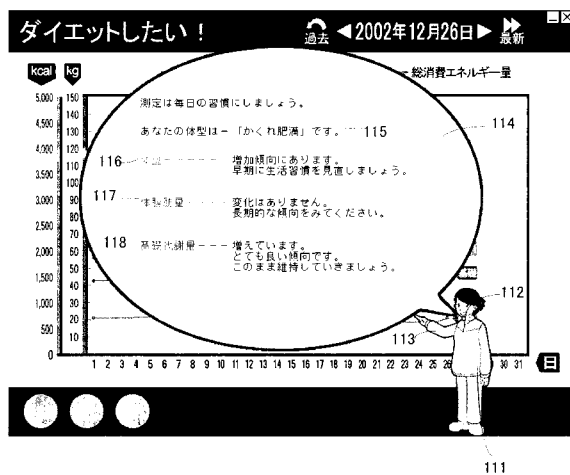 ダイエットしたい！
過去
◀2002年12月26日▶
最新
kcal
kg
総消費エネルギー量
5,000
4,500
4,000
3,500
3,000
2,500
2,000
1,500
1,000
500
0
150
140
130
120
110
100
90
80
70
60
50
40
30
20
10
測定は毎日の習慣にしましょう。
あなたの体型は－「かくれ肥満」です。
115
114
116
増加傾向にあります。
早期に生活習慣を見直しましょう。
117
体脂肪量－－－
変化はありません。
長期的な傾向をみてください。
118
基礎代謝量－－－
増えています。
とても良い傾向です。
このまま維持していきましょう。
112
113
1 2 3 4 5 6 7 8 9 10 11 12 13 14 15 16 17 18 19 20 21 22 23 24 25 26 30 31
日
111